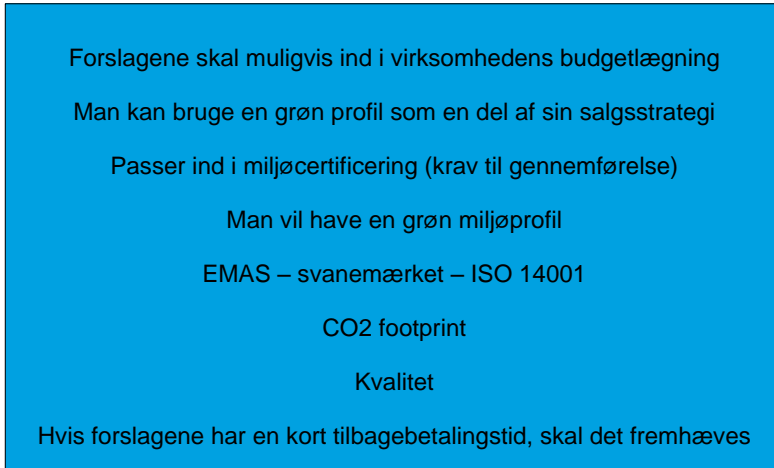 Forslagene skal muligvis ind i virksomhedens budgetlægning
Man kan bruge en grøn profil som en del af sin salgsstrategi
Passer ind i miljøcertificering (krav til gennemførelse)
Man vil have en grøn miljøprofil
EMAS – svanemærket – ISO 14001
CO2 footprint
Kvalitet
Hvis forslagene har en kort tilbagebetalingstid, skal det fremhæves